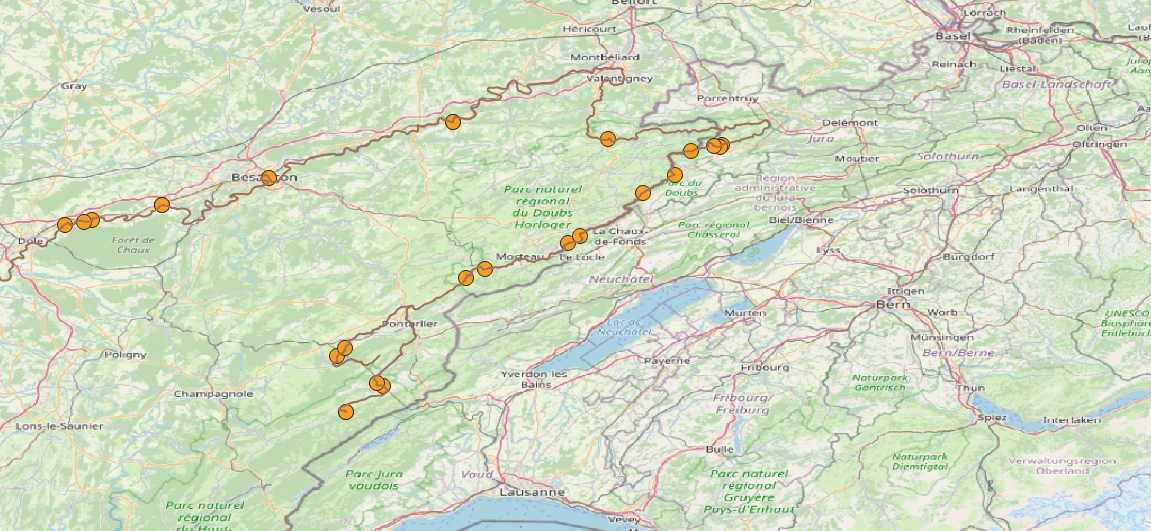 Vesoul
Belfort
Lörrach
Héricourt
Rheinfelden
(Baden)
Basel
Montbéliard
Reinach
Liestal
Valentigney
Gray
Basel-Landschaft
Porrentruy
Delémont
Olten
Oftringen
Jura
Moutier
Solothurn
Besançon
Région
administrative
du Jura
bernois
Parc du
Doubs
Parc naturel
régional
du Doubs
Horloger
Solothurn
Langenthal
Biel/Bienne
La Chaux-
de-Fonds
Parc régional
Chasseral
Dole
Forêt de
Chaux
Lyss
Burgdorf
Morteau
Le Locle
Neuchâtel
Ittigen
Bern
Worb
Murten
Lac de
Neuchâtel
Pontarlier
Münsingen
Bern/Berne
Poligny
Payerne
Fribourg
Yverdon-les-
Bains
Naturpark
Gantrisch
Thun
Champagnole
Fribourg/
Freiburg
Spiez
Interlaken
Lons-le-Saunier
Bulle
Naturpark
Diemtigtal
Verwaltungsregion
Oberland
Parc Jura
vaudois
Vaud
Parc naturel
régional
Gruyère
Pays-d'Enhaut
Lausanne
Parc naturel
régional
du Haut-
Vevey